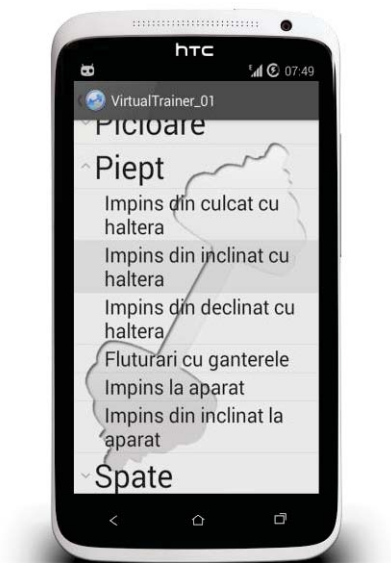 hTC
07:49
VirtualTrainer_01
Picioare
Piept
Impins din culcat cu
haltera
Impins din inclinat cu
haltera
Impins din declinat cu
haltera
Fluturari cu ganterele
Impins la aparat
Impins din inclinat la
aparat
Spate